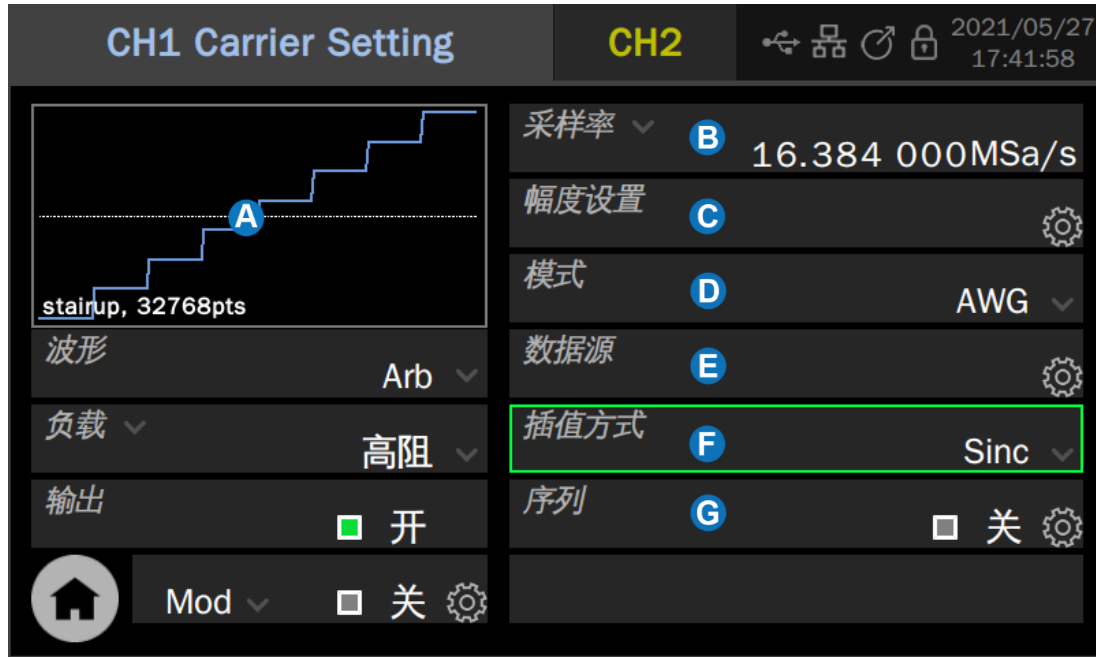 CH1 Carrier Setting
CH2
2021/05/27
17:41:58
A
stairup, 32768pts
采样率
B
16.384 000MSa/s
幅度设置
C
模式
D
AWG
波形
Arb
数据源
E
负载
高阻
插值方式
F
Sinc
输出
开
序列
G
关
Mod
关